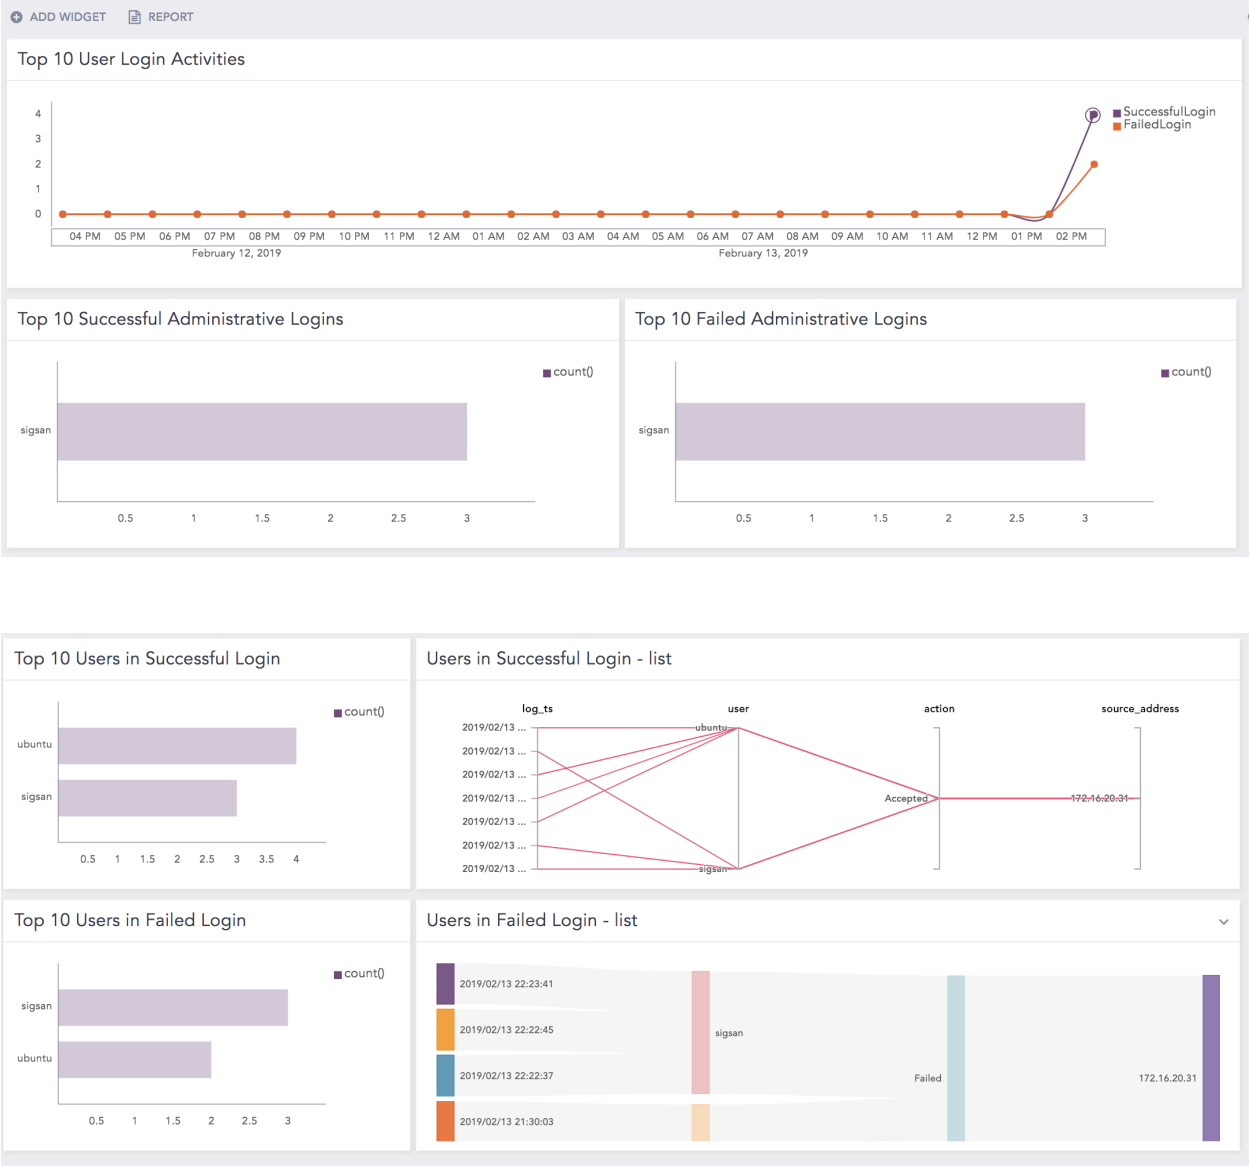 ADD WIDGET REPORT
Top 10 User Login Activities
4
3
2
1
0
SuccessfulLogin
FailedLogin
04 PM 05 PM 06 PM 07 PM 08 PM 09 PM 10 PM 11 PM 12 AM 01 AM 02 AM 03 AM 04 AM 05 AM 06 AM 07 AM 08 AM 09 AM 10 AM 11 AM 12 PM 01 PM 02 PM
February 12, 2019 February 13, 2019
Top 10 Successful Administrative Logins
count()
sigsan
0.5 1 1.5 2 2.5 3
Top 10 Failed Administrative Logins
count()
sigsan
0.5 1 1.5 2 2.5 3
Top 10 Users in Successful Login
count()
ubuntu
sigsan
0.5 1 1.5 2 2.5 3 3.5 4
Users in Successful Login - list
log_ts user action source_address
2019/02/13 ...
2019/02/13 ...
2019/02/13 ...
2019/02/13 ...
2019/02/13 ...
2019/02/13 ...
2019/02/13 ...
ubuntu
sigsan
Accepted
172.16.20.31
Top 10 Users in Failed Login
count()
sigsan
ubuntu
0.5 1 1.5 2 2.5 3
Users in Failed Login - list
2019/02/13 22:23:41
2019/02/13 22:22:45
2019/02/13 22:22:37
2019/02/13 21:30:03
sigsan
Failed
172.16.20.31